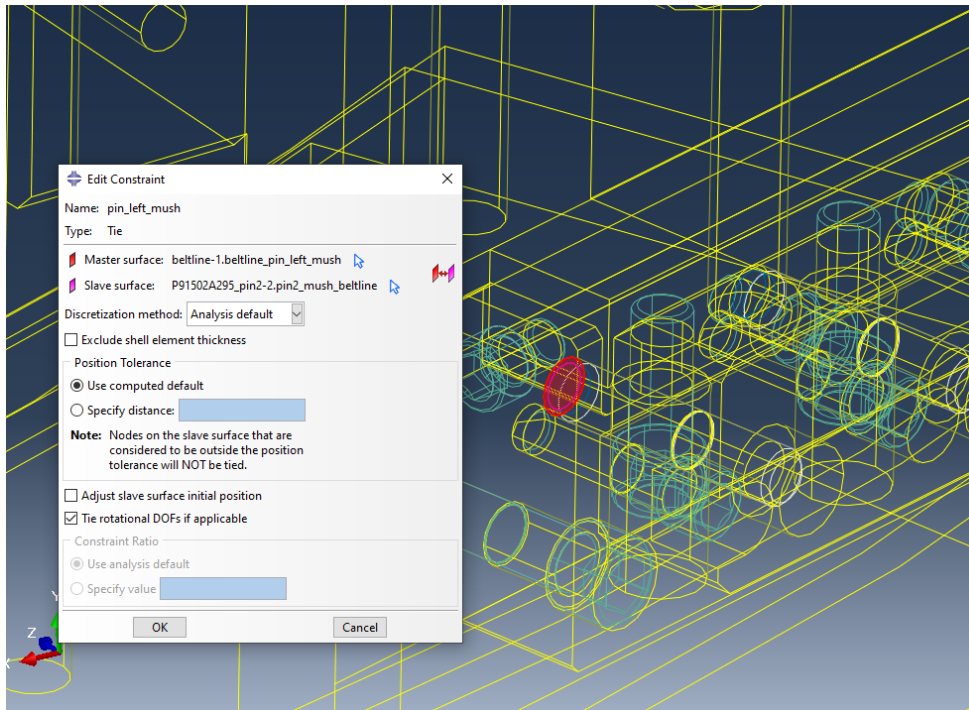 Edit Constraint
Name: pin_left_mush
Type: Tie
Master surface: beltline-1.beltline_pin_left_mush
Slave surface: P91502A295_pin2-2.pin2_mush_beltline
Discretization method: Analysis default
Exclude shell element thickness
Position Tolerance
Use computed default
Specify distance:
Note: Nodes on the slave surface that are
considered to be outside the position
tolerance will NOT be tied.
Adjust slave surface initial position
Tie rotational DOFs if applicable
Constraint Ratio
Use analysis default
Specify value
OK Cancel
Y
Z
X